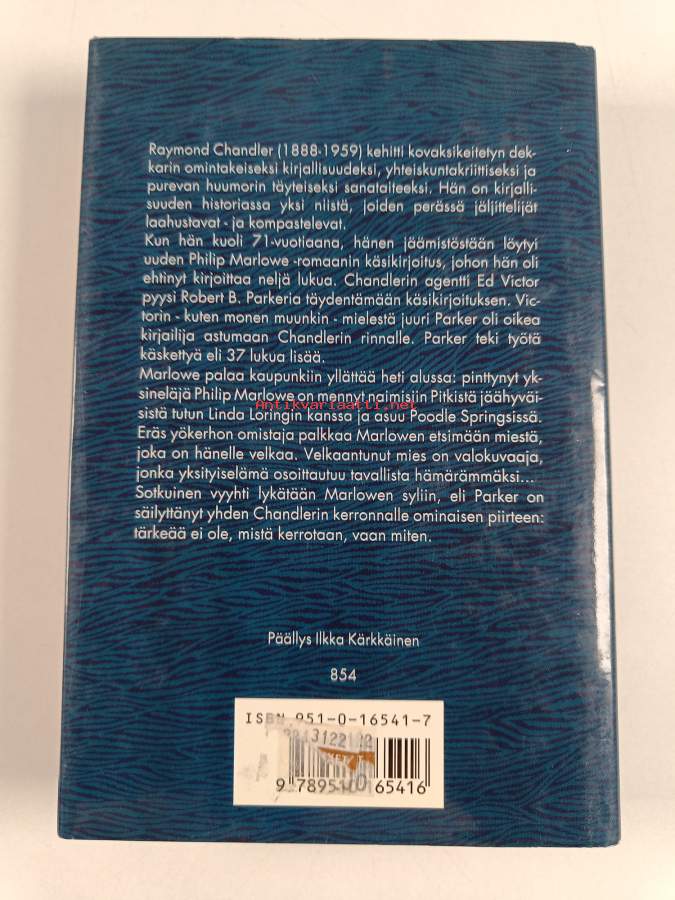 Raymond Chandler (1888-1959) kehitti kovaksikeitetyn dek-
karin omintakeiseksi kirjallisuudeksi, yhteiskuntakriittiseksi ja
purevan huumorin täyteiseksi sanataiteeksi. Hän on kirjalli-
suuden historiassa yksi niistä, joiden perässä jäljittelijät
laahustavat - ja kompastelevat.
Kun hän kuoli 71-vuotiaana, hänen jäämistöstään löytyi
uuden Philip Marlowe -romaanin käsikirjoitus, johon hän oli
ehtinyt kirjoittaa neljä lukua. Chandlerin agentti Ed Victor
pyysi Robert B. Parkeria täydentämään käsikirjoituksen. Vic-
torin - kuten monen muunkin - mielestä juuri Parker oli oikea
kirjailija astumaan Chandlerin rinnalle. Parker teki työtä
käskettyä eli 37 lukua lisää.
Marlowe palaa kaupunkiin yllättää heti alussa: pinttynyt yk-
sineläjä Philip Marlowe on mennyt naimisiin Pitkistä jäähyväi-
Antikvariaatti.net
sistä tutun Linda Loringin kanssa ja asuu Poodle Springsissä.
Eräs yökerhon omistaja palkkaa Marlowen etsimään miestä,
joka on hänelle velkaa. Velkaantunut mies on valokuvaaja,
jonka yksityiselämä osoittautuu tavallista hämärämmäksi...
Sotkuinen vyyhti lykätään Marlowen syliin, eli Parker on
säilyttänyt yhden Chandlerin kerronnalle ominaisen piirteen:
tärkeää ei ole, mistä kerrotaan, vaan miten.
Päällys Ilkka Kärkkäinen
854
ISBN 951-0-16541-7
9 789510 165416